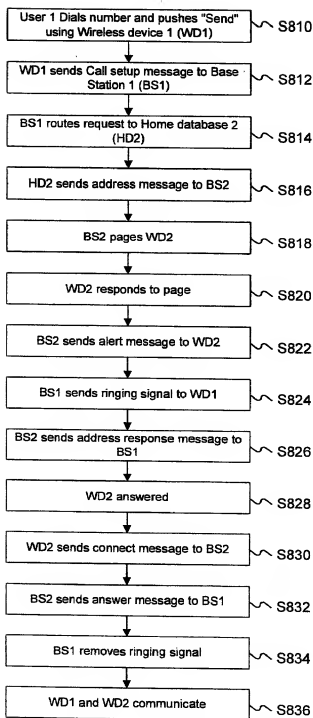 User 1 Dials number and pushes "Send"
using Wireless device 1 (WD1)
S810
WD1 sends Call setup message to Base
Station 1 (BS1)
S812
BS1 routes request to Home database 2
(HD2)
S814
HD2 sends address message to BS2
S816
BS2 pages WD2
S818
WD2 responds to page
S820
BS2 sends alert message to WD2
S822
BS1 sends ringing signal to WD1
S824
BS2 sends address response message to
BS1
S826
WD2 answered
S828
WD2 sends connect message to BS2
S830
BS2 sends answer message to BS1
S832
BS1 removes ringing signal
S834
WD1 and WD2 communicate
S836